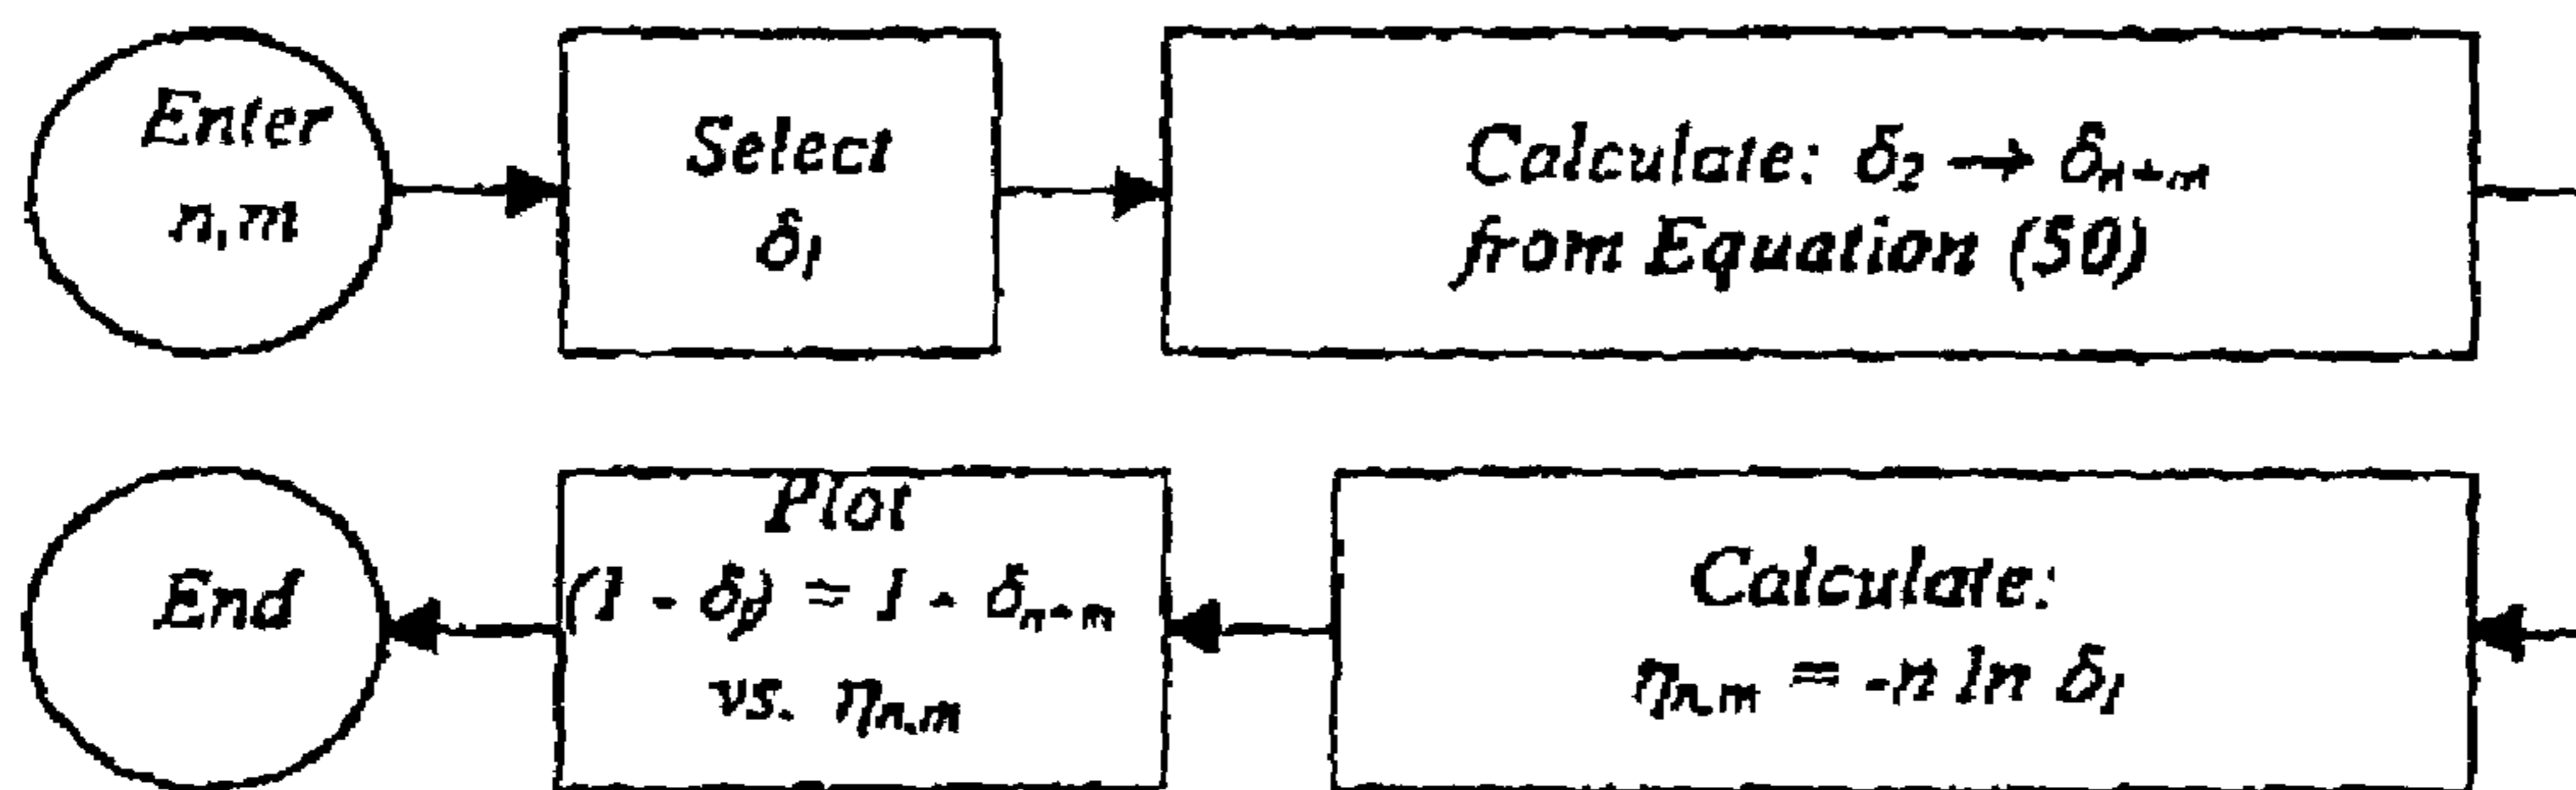 Enter
n,m
Select
δ₁
Calculate: δ₂ → δₙ₊ₘ
from Equation (50)
Calculate:
ηₙ,ₘ = -n ln δ₁
Plot
(1 - δ) = 1 - δₙ₊ₘ
vs. ηₙ,ₘ
End